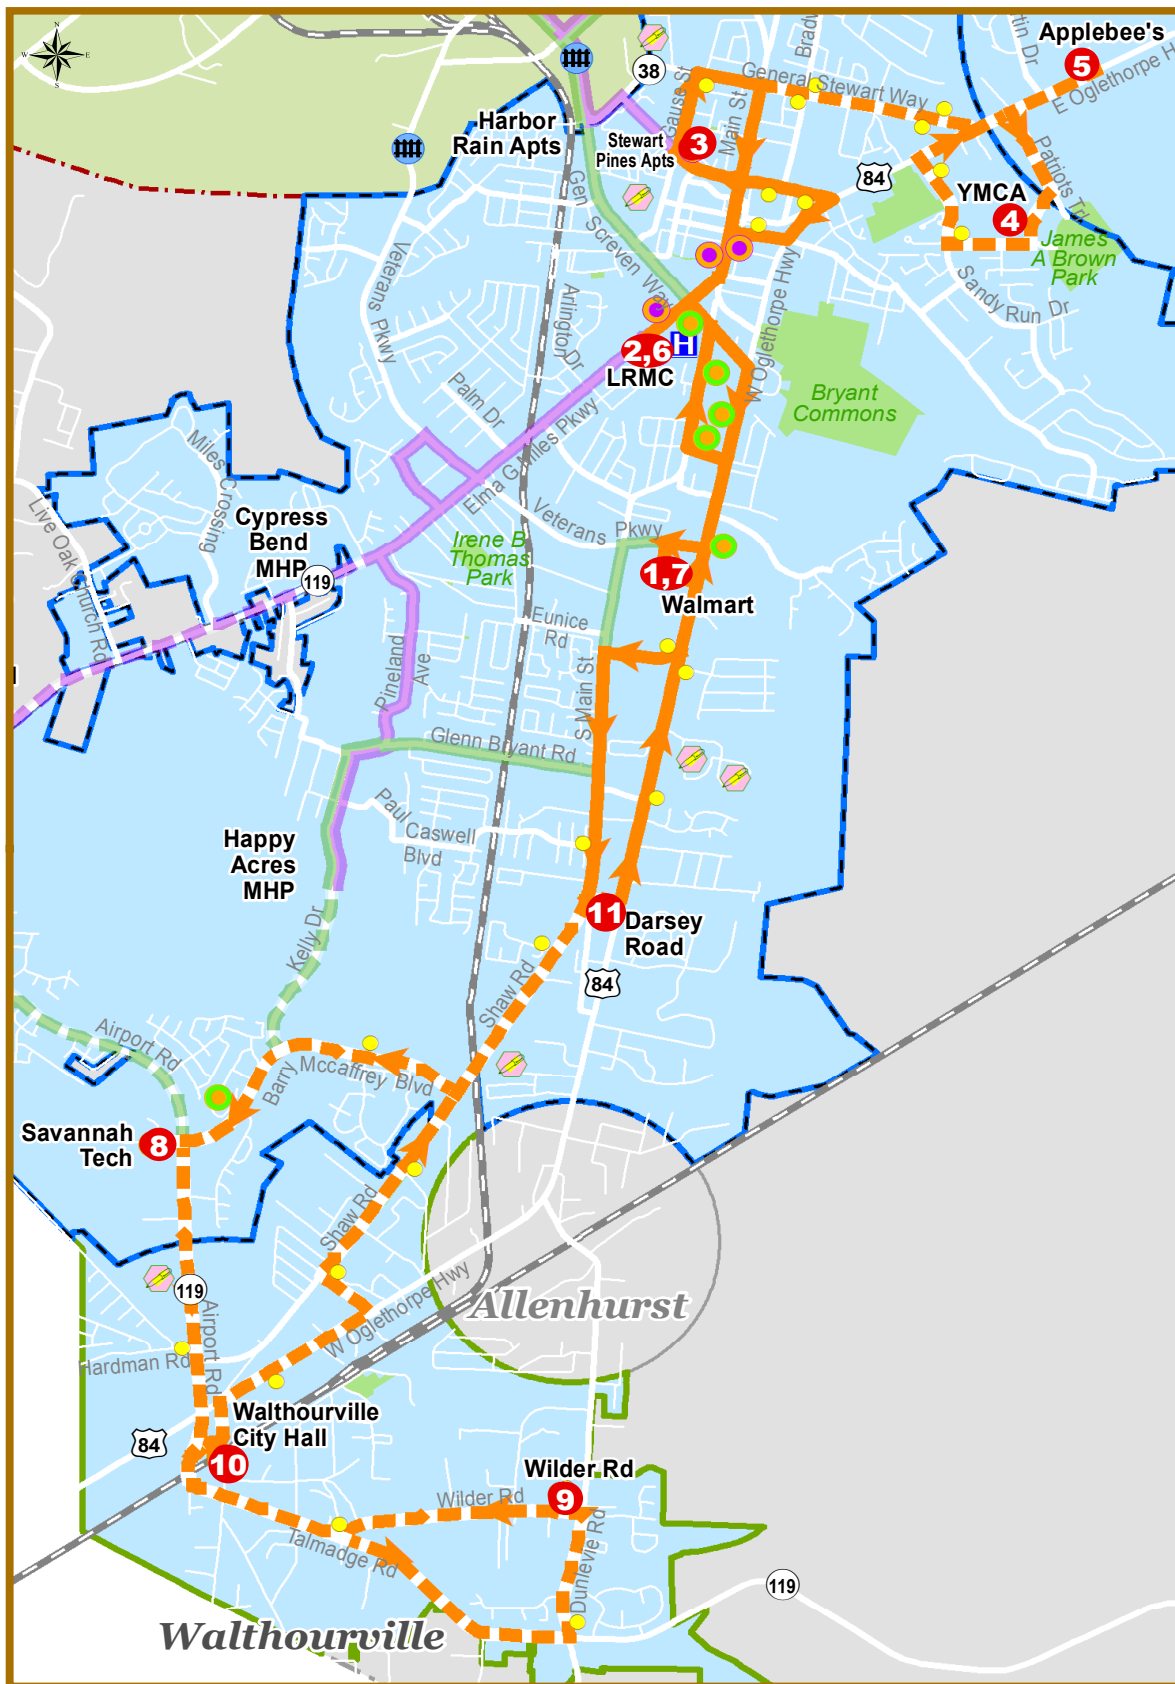 N
W
E
S
Applebee's
5
E Oglethorpe H
tin Dr
Bradw
38
General Stewart Way
Gause St
Main St
Harbor
Rain Apts
Stewart
Pines Apts
3
84
Patriots Trl
YMCA
4
James
A Brown
Park
Sandy Run Dr
Gen Screven Way
Veterans Pkwy
Arlington Dr
W Oglethorpe Hwy
2,6
H
LRMC
Bryant
Commons
Palm Dr
Elma G Miles Pkwy
Miles Crossing
Live Oak Church Rd
Cypress
Bend
MHP
119
Irene B
Thomas
Park
Veterans Pkwy
1,7
Walmart
Eunice
Rd
Pineland
Ave
S Main St
Glenn Bryant Rd
Paul Caswell
Blvd
Happy
Acres
MHP
11
Darsey
Road
Kelly Dr
Shaw Rd
84
Airport Rd
Barry Mccaffrey Blvd
Savannah
Tech
8
Shaw Rd
119
Airport Rd
W Oglethorpe Hwy
Allenhurst
Hardman Rd
Walthourville
City Hall
84
10
Wilder Rd
9
Wilder Rd
Talmadge Rd
Dunlevie Rd
119
Walthourville